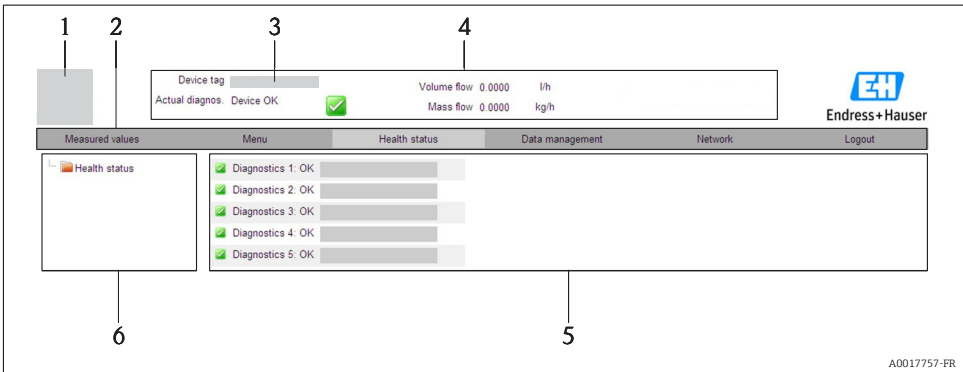 1 2 3 4
Device tag
Volume flow 0.0000 l/h
Actual diagnos. Device OK
Mass flow 0.0000 kg/h
EH
Endress+Hauser
Measured values Menu Health status Data management Network Logout
Health status
Diagnostics 1: OK
Diagnostics 2: OK
Diagnostics 3: OK
Diagnostics 4: OK
Diagnostics 5: OK
6 5
A0017757-FR